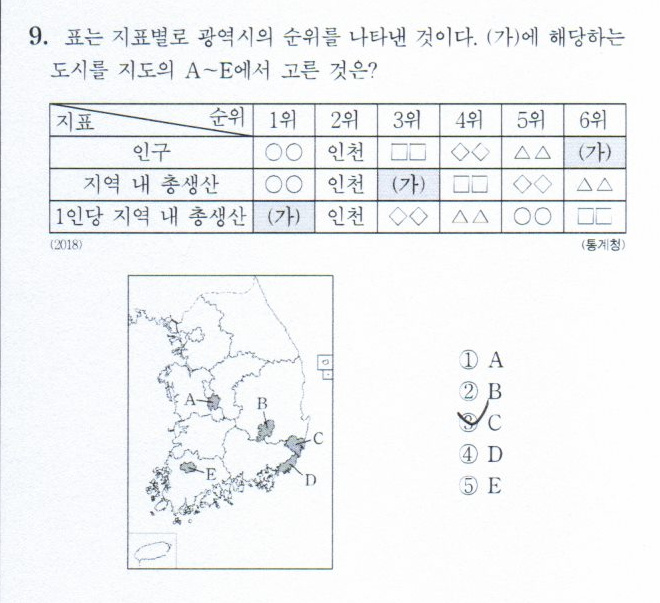 9. 표는 지표별로 광역시의 순위를 나타낸 것이다. (가)에 해당하는
도시를 지도의 A~E에서 고른 것은?
지표 순위 1위 2위 3위 4위 5위 6위
인구 ○○ 인천 □□ ◇◇ △△ (가)
지역 내 총생산 ○○ 인천 (가) □□ ◇◇ △△
1인당 지역 내 총생산 (가) 인천 ◇◇ △△ ○○ □□
(2018) (통계청)
A
B
C
E
D
① A
② B
③ C
④ D
⑤ E